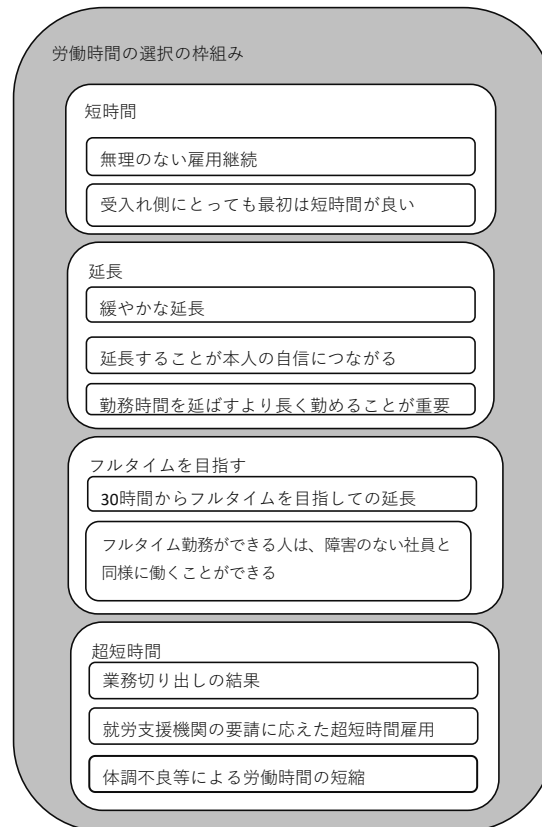 労働時間の選択の枠組み
短時間
無理のない雇用継続
受入れ側にとっても最初は短時間が良い
延長
緩やかな延長
延長することが本人の自信につながる
勤務時間を延ばすより長く勤めることが重要
フルタイムを目指す
30時間からフルタイムを目指しての延長
フルタイム勤務ができる人は、障害のない社員と
同様に働くことができる
超短時間
業務切り出しの結果
就労支援機関の要請に応えた超短時間雇用
体調不良等による労働時間の短縮